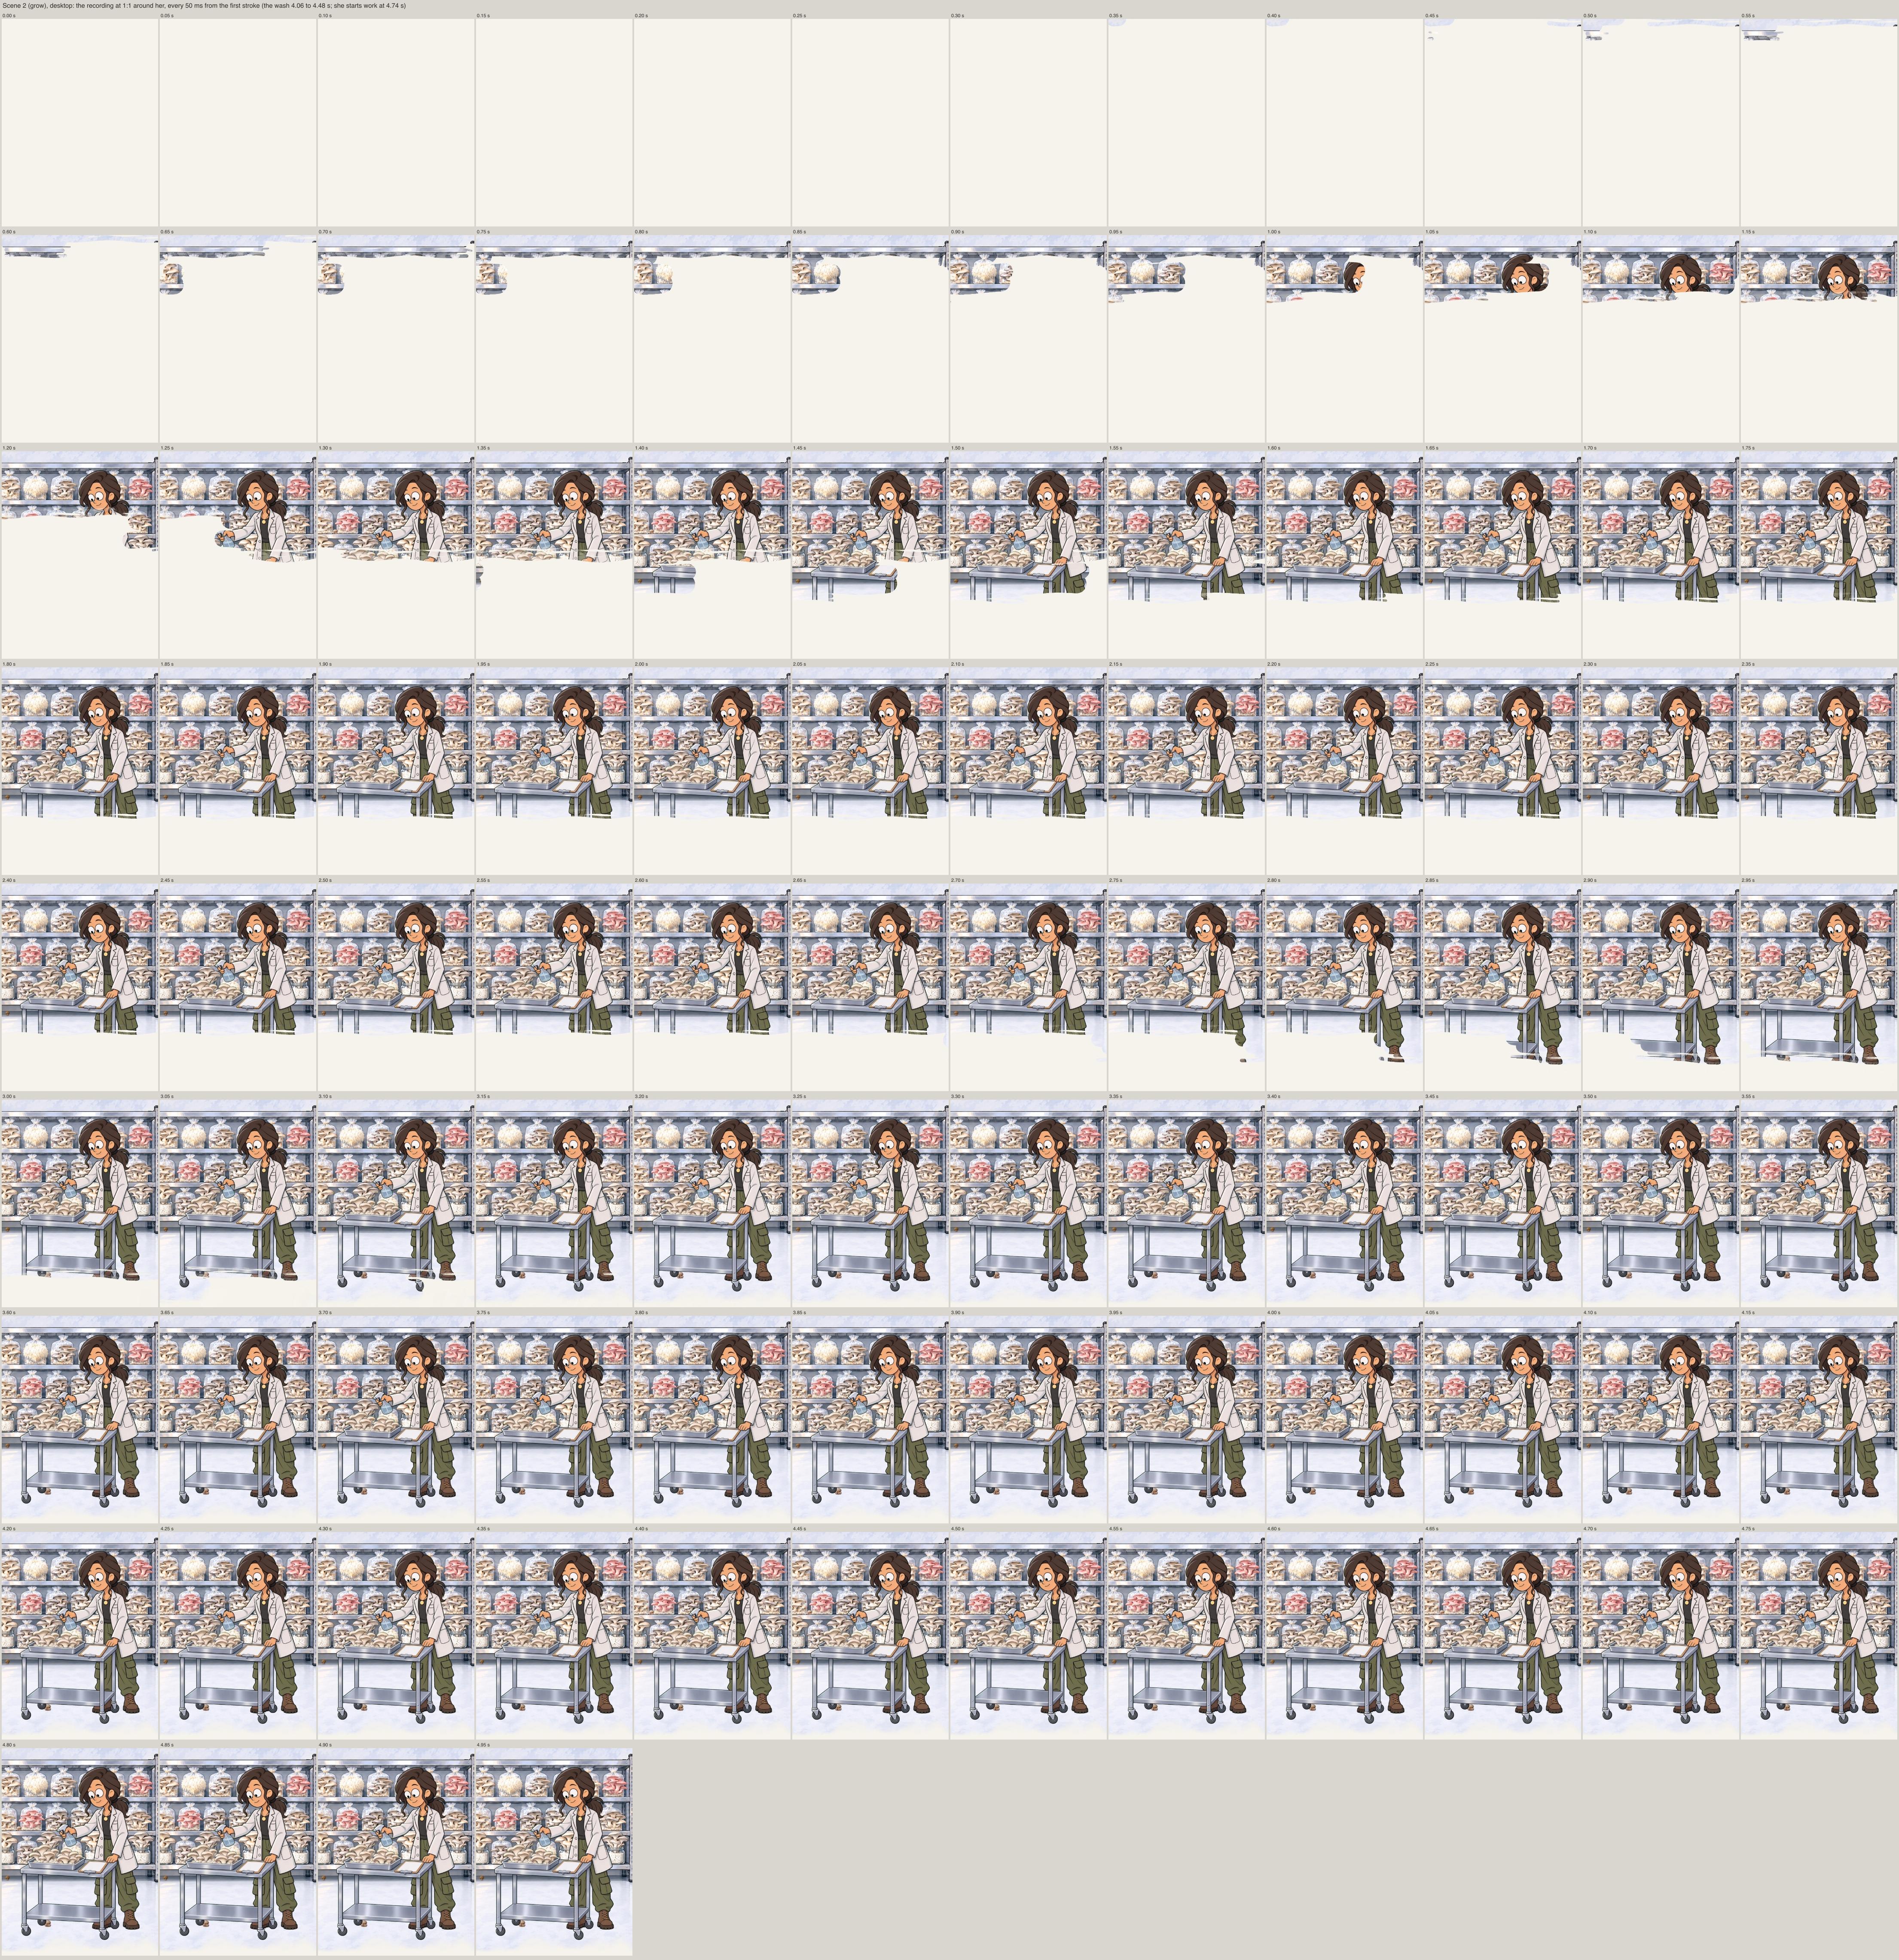 Scene 2 (grow), desktop: the recording at 1:1 around her, every 50 ms from the first stroke (the wash 4.06 to 4.48 s; she starts work at 4.74 s)
0.00 s 0.05 s 0.10 s 0.15 s 0.20 s 0.25 s 0.30 s 0.35 s 0.40 s 0.45 s 0.50 s 0.55 s
0.60 s 0.65 s 0.70 s 0.75 s 0.80 s 0.85 s 0.90 s 0.95 s 1.00 s 1.05 s 1.10 s 1.15 s
1.20 s 1.25 s 1.30 s 1.35 s 1.40 s 1.45 s 1.50 s 1.55 s 1.60 s 1.65 s 1.70 s 1.75 s
1.80 s 1.85 s 1.90 s 1.95 s 2.00 s 2.05 s 2.10 s 2.15 s 2.20 s 2.25 s 2.30 s 2.35 s
2.40 s 2.45 s 2.50 s 2.55 s 2.60 s 2.65 s 2.70 s 2.75 s 2.80 s 2.85 s 2.90 s 2.95 s
3.00 s 3.05 s 3.10 s 3.15 s 3.20 s 3.25 s 3.30 s 3.35 s 3.40 s 3.45 s 3.50 s 3.55 s
3.60 s 3.65 s 3.70 s 3.75 s 3.80 s 3.85 s 3.90 s 3.95 s 4.00 s 4.05 s 4.10 s 4.15 s
4.20 s 4.25 s 4.30 s 4.35 s 4.40 s 4.45 s 4.50 s 4.55 s 4.60 s 4.65 s 4.70 s 4.75 s
4.80 s 4.85 s 4.90 s 4.95 s